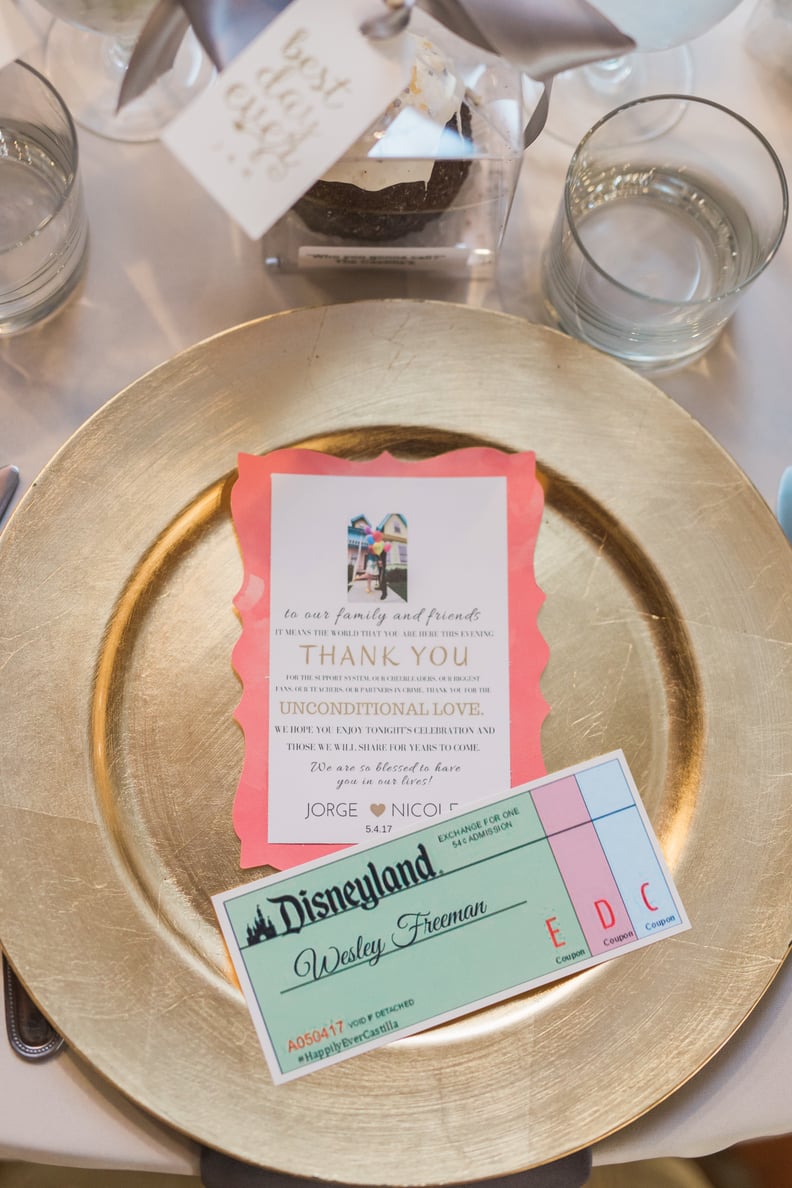 best
day
ever
...
"Who you gonna call?"
to our family and friends
IT MEANS THE WORLD THAT YOU ARE HERE THIS EVENING
THANK YOU
FOR THE SUPPORT SYSTEM, OUR CHEERLEADERS, OUR BIGGEST
FANS, OUR TEACHERS, OUR PARTNERS IN CRIME, THANK YOU FOR THE
UNCONDITIONAL LOVE.
WE HOPE YOU ENJOY TONIGHT'S CELEBRATION AND
THOSE WE WILL SHARE FOR YEARS TO COME.
We are so blessed to have
you in our lives!
JORGE NICOLE
5.4.17
Disneyland
EXCHANGE FOR ONE
54¢ ADMISSION
Wesley Freeman
E
Coupon
D
Coupon
C
Coupon
A050417 VOID IF DETACHED
#HappilyEverCastilla